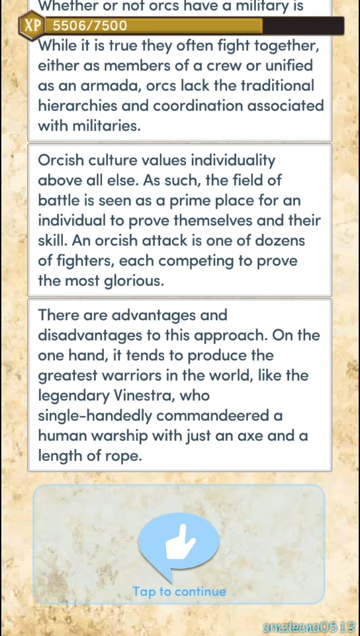 Whether or not orcs have a military is
XP 5506/7500
While it is true they often fight together,
either as members of a crew or unified
as an armada, orcs lack the traditional
hierarchies and coordination associated
with militaries.
Orcish culture values individuality
above all else. As such, the field of
battle is seen as a prime place for an
individual to prove themselves and their
skill. An orcish attack is one of dozens
of fighters, each competing to prove
the most glorious.
There are advantages and
disadvantages to this approach. On the
one hand, it tends to produce the
greatest warriors in the world, like the
legendary Vinestra, who
single-handedly commandeered a
human warship with just an axe and a
length of rope.
Tap to continue